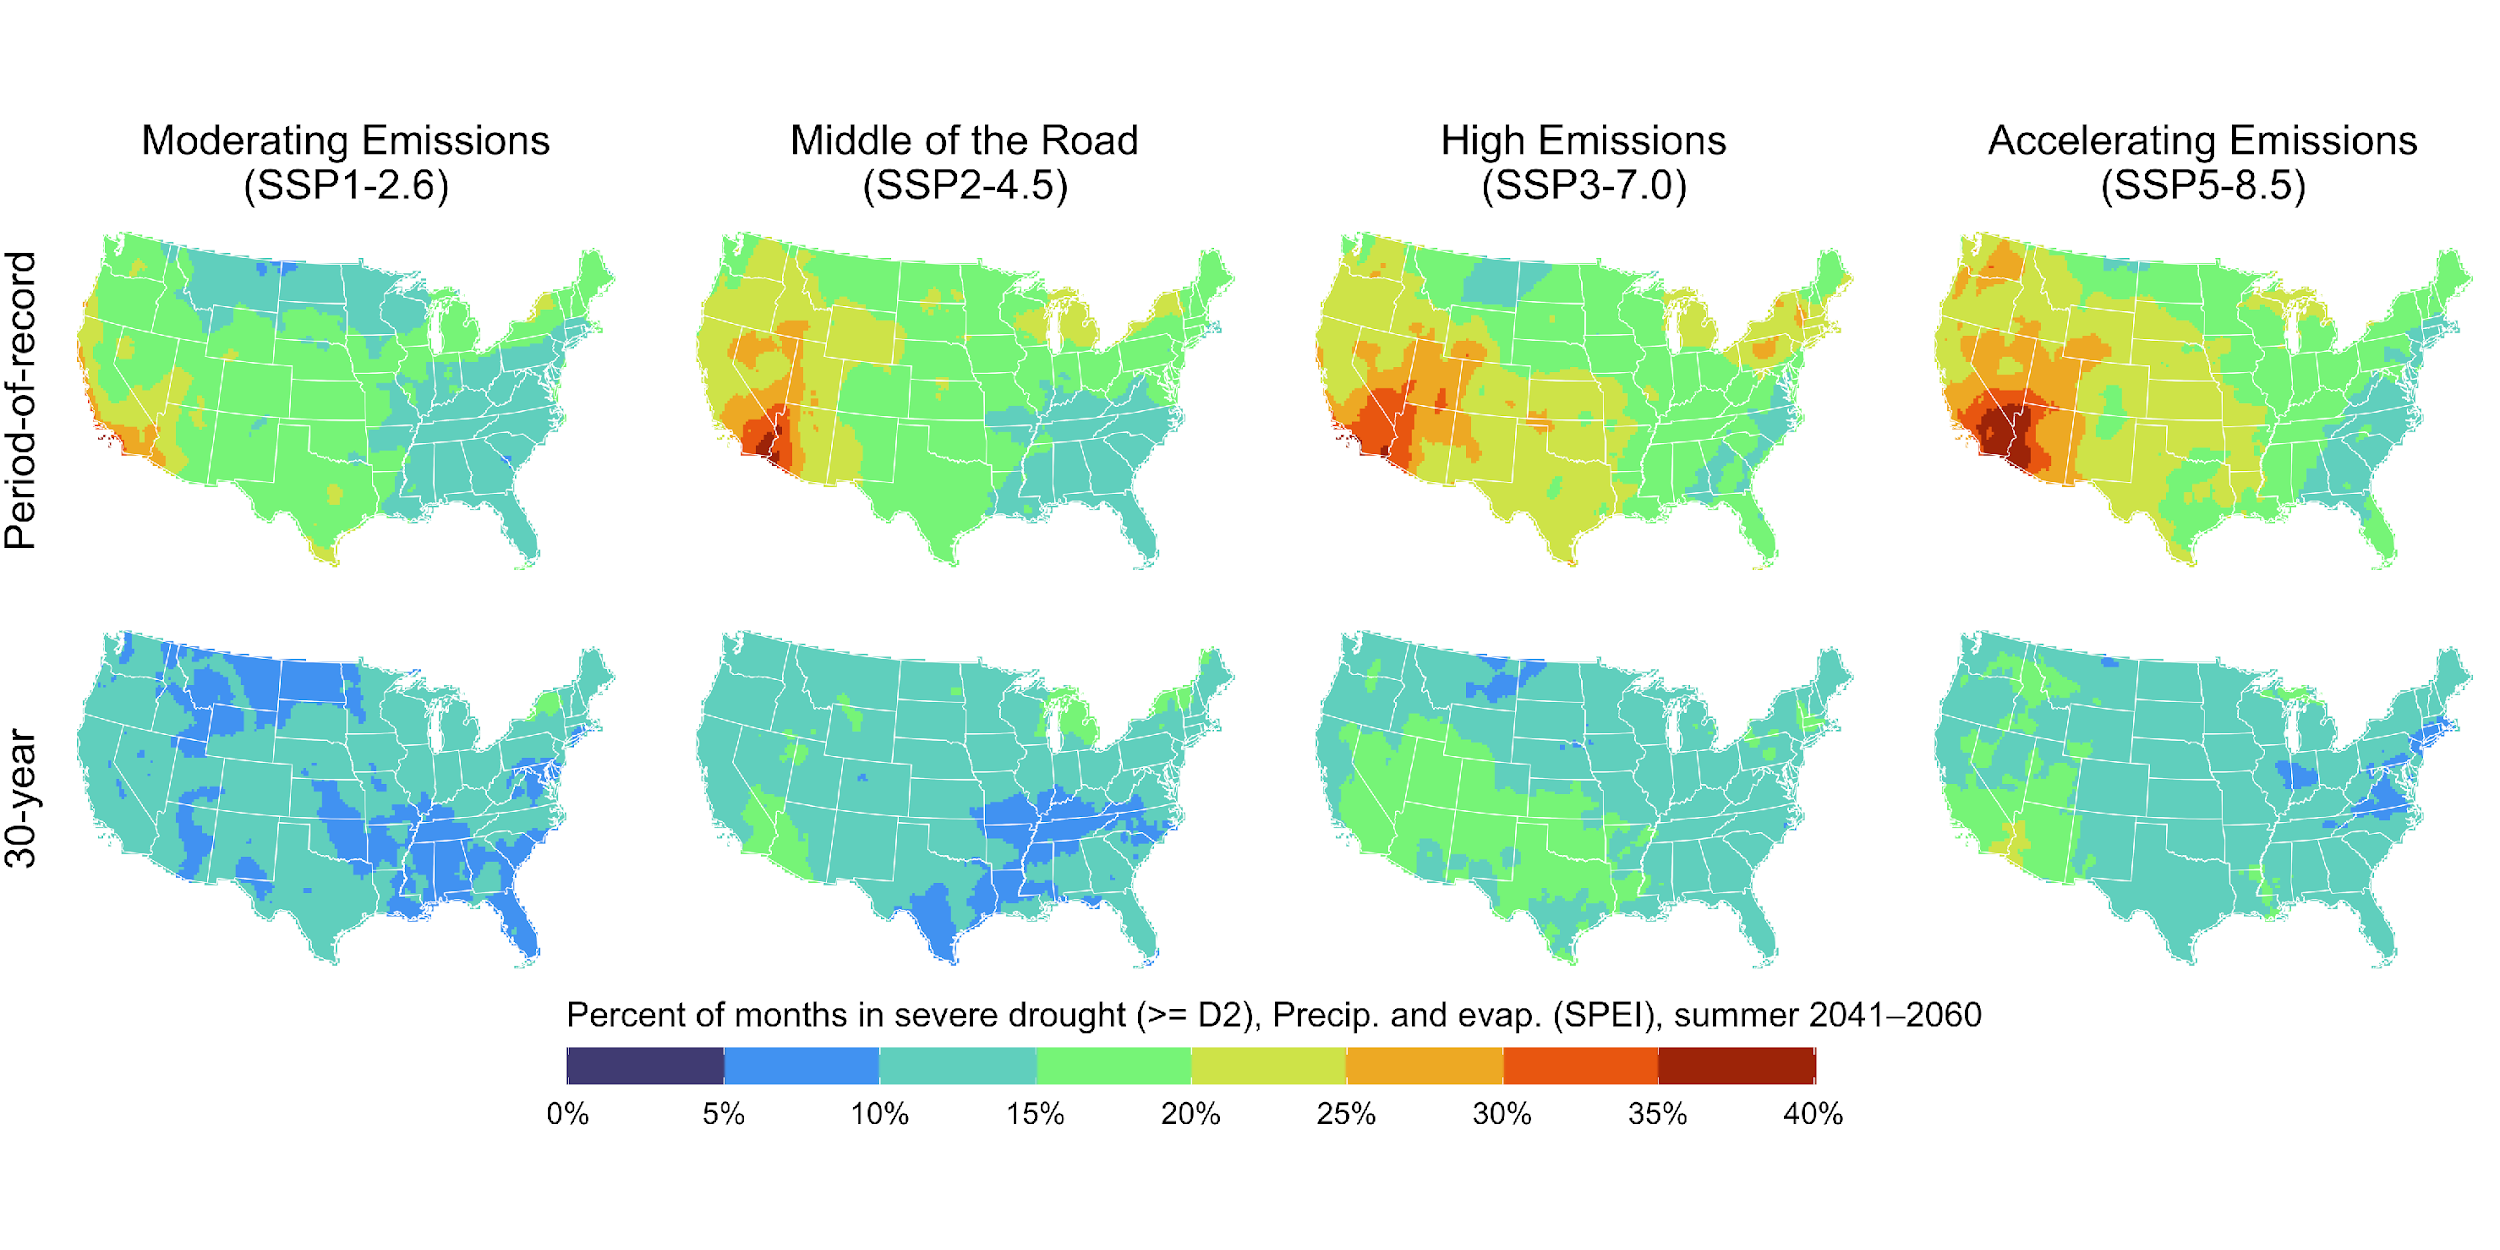 Moderating Emissions
(SSP1-2.6)
Middle of the Road
(SSP2-4.5)
High Emissions
(SSP3-7.0)
Accelerating Emissions
(SSP5-8.5)
Period-of-record
30-year
Percent of months in severe drought (>= D2), Precip. and evap. (SPEI), summer 2041–2060
0% 5% 10% 15% 20% 25% 30% 35% 40%